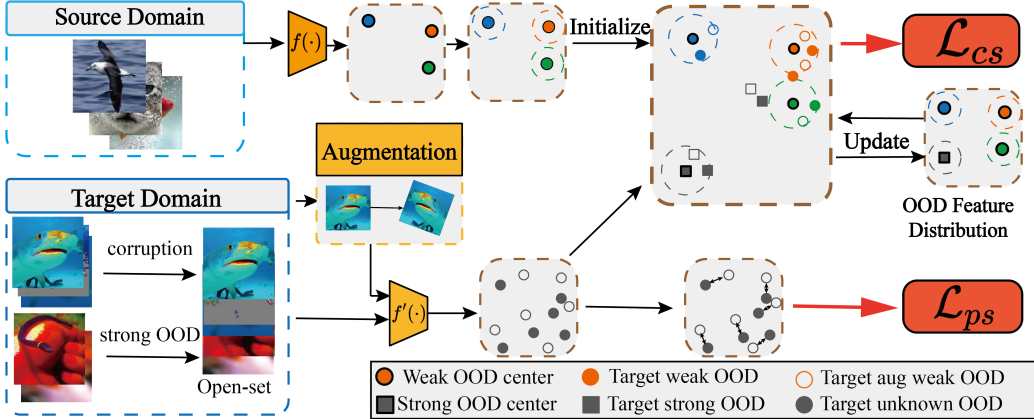 Source Domain
f(·)
Initialize
𝓛cs
Augmentation
Update
OOD Feature
Distribution
Target Domain
corruption
strong OOD
Open-set
f′(·)
𝓛ps
Weak OOD center
Target weak OOD
Target aug weak OOD
Strong OOD center
Target strong OOD
Target unknown OOD